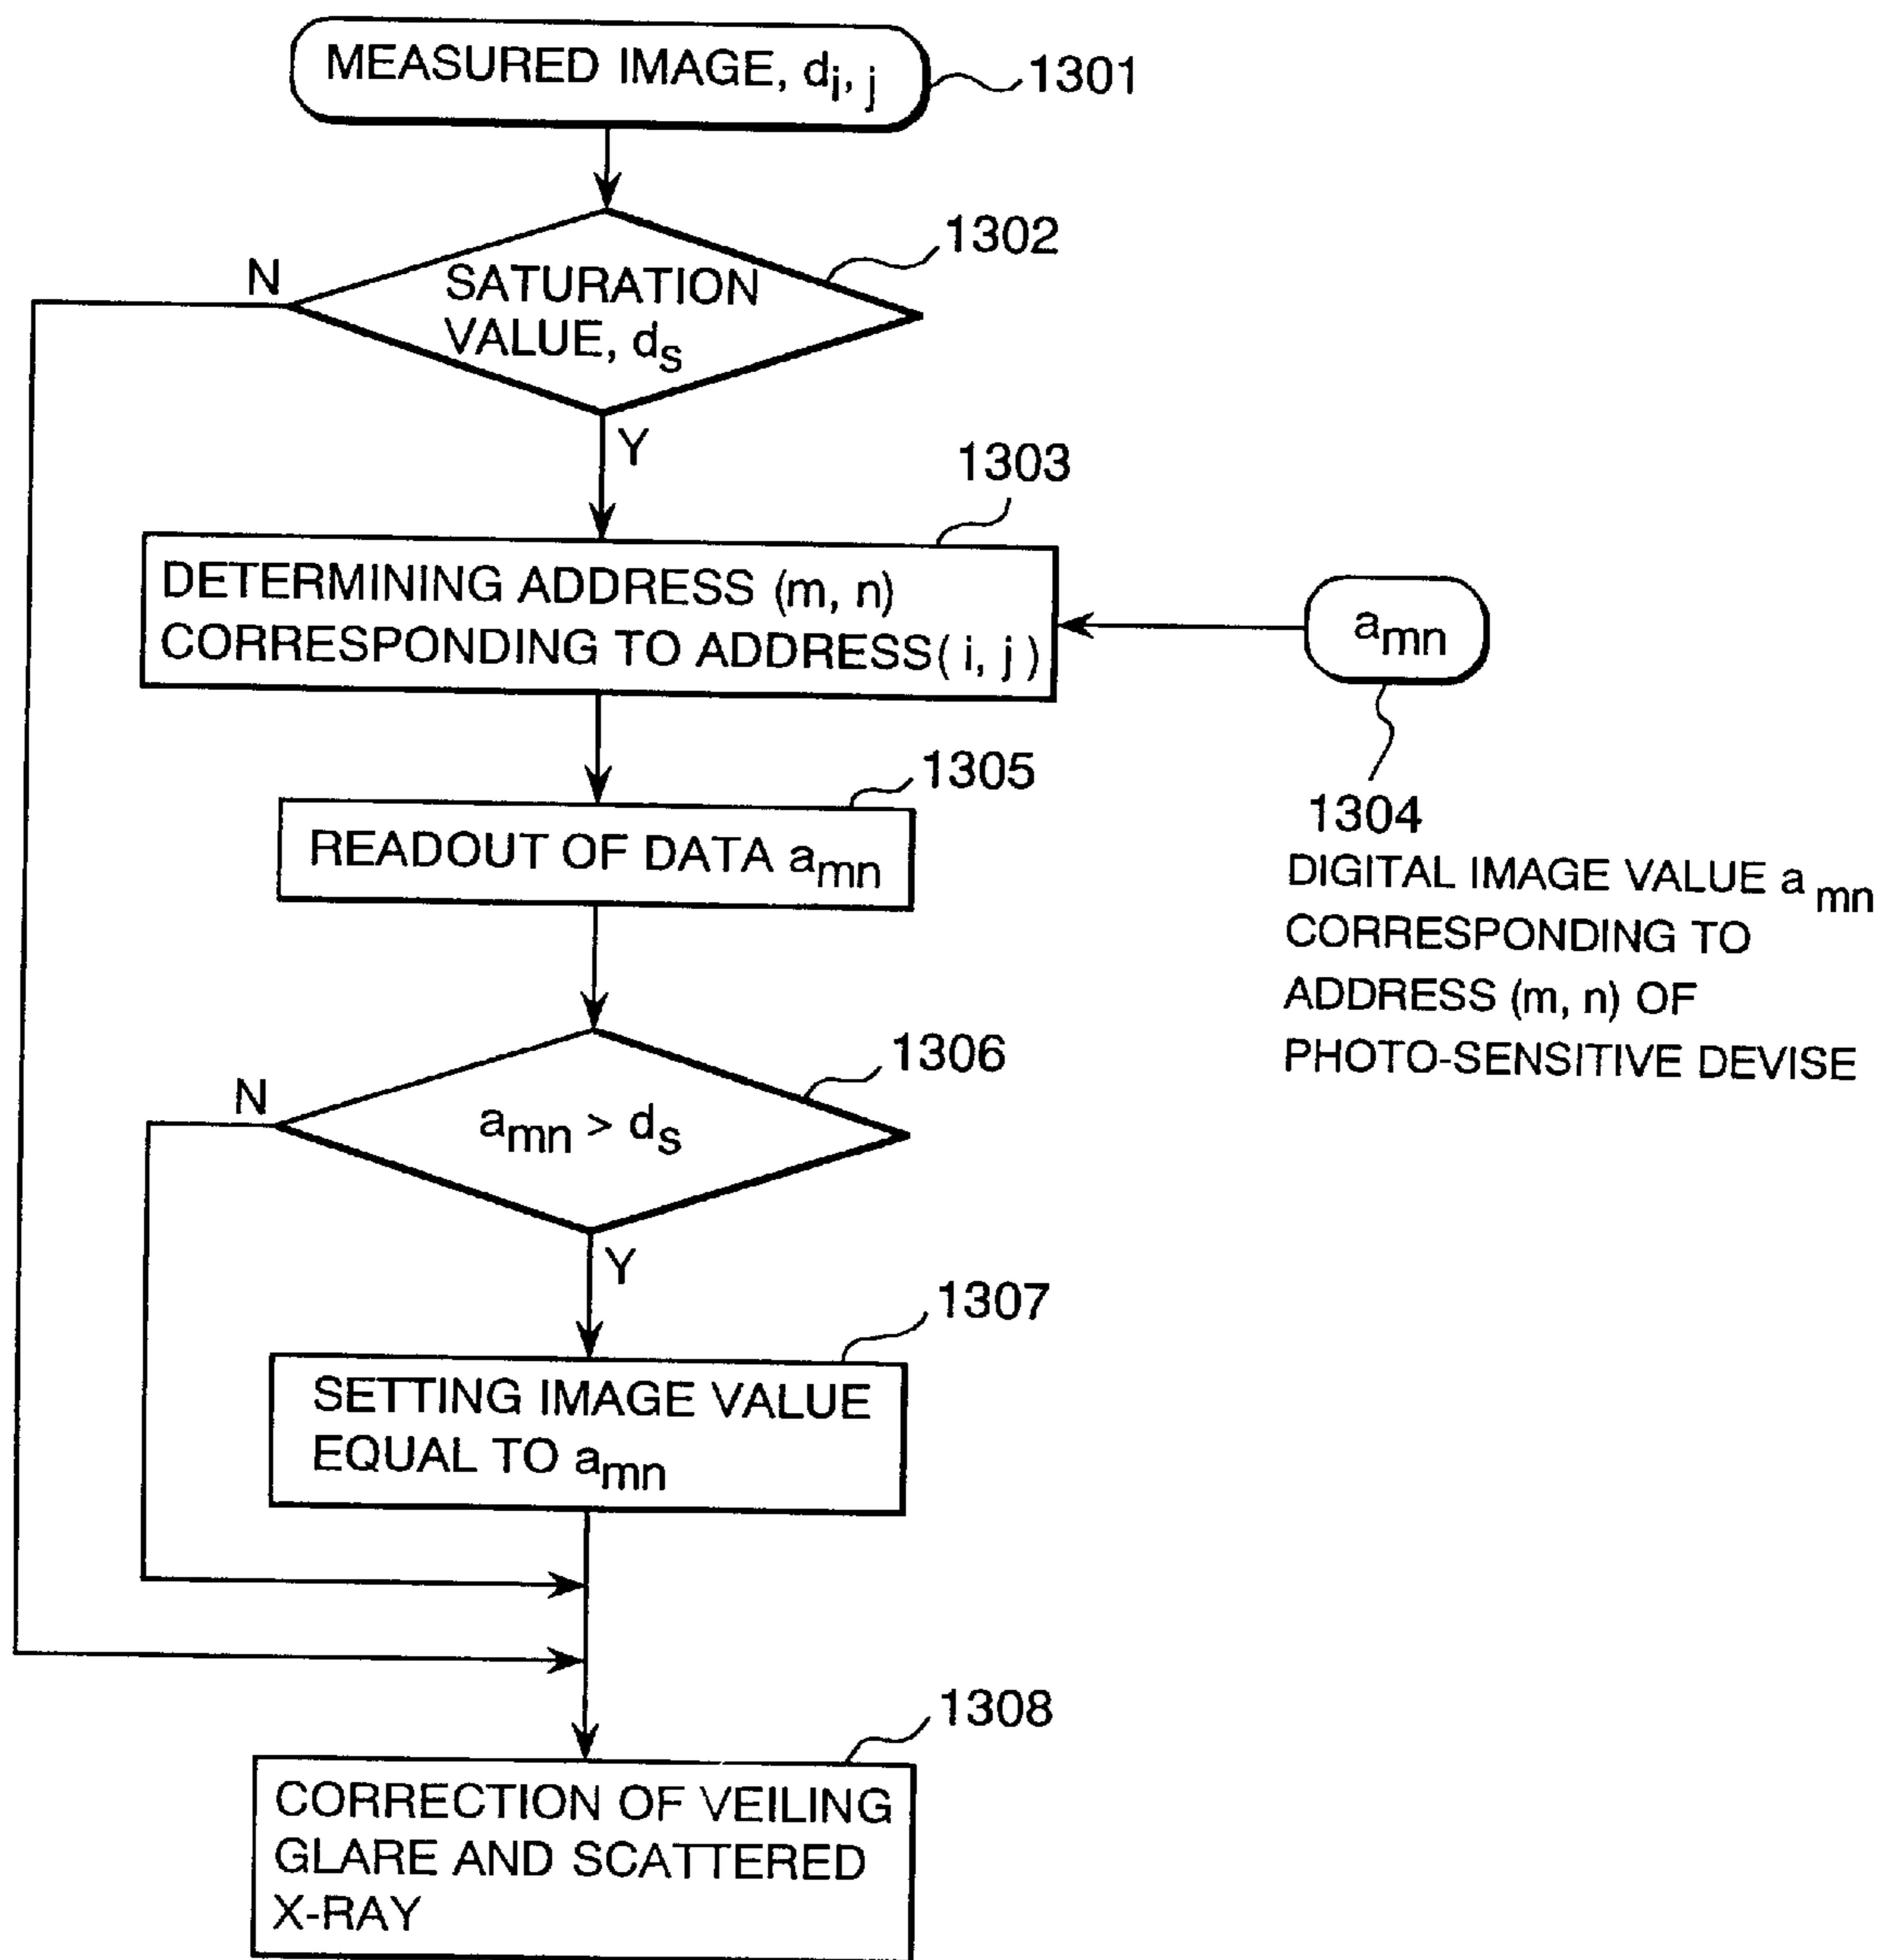 MEASURED IMAGE, di, j
1301
1302
N
SATURATION
VALUE, ds
Y
1303
DETERMINING ADDRESS (m, n)
CORRESPONDING TO ADDRESS( i, j )
amn
1304
DIGITAL IMAGE VALUE amn
CORRESPONDING TO
ADDRESS (m, n) OF
PHOTO-SENSITIVE DEVISE
1305
READOUT OF DATA amn
1306
N
amn > ds
Y
1307
SETTING IMAGE VALUE
EQUAL TO amn
1308
CORRECTION OF VEILING
GLARE AND SCATTERED
X-RAY